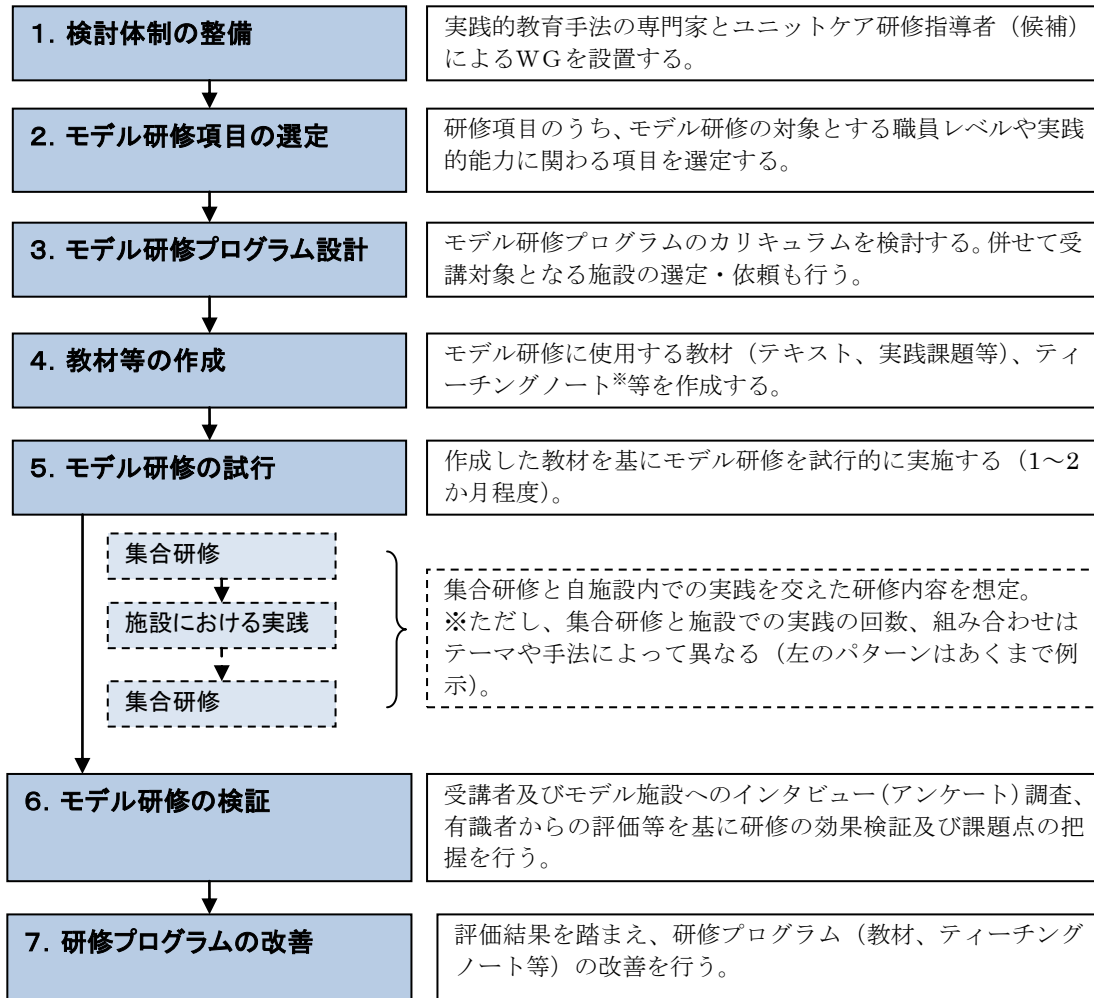 1．検討体制の整備
実践的教育手法の専門家とユニットケア研修指導者（候補）
によるＷＧを設置する。
2．モデル研修項目の選定
研修項目のうち、モデル研修の対象とする職員レベルや実践
的能力に関わる項目を選定する。
3．モデル研修プログラム設計
モデル研修プログラムのカリキュラムを検討する。併せて受
講対象となる施設の選定・依頼も行う。
4．教材等の作成
モデル研修に使用する教材（テキスト、実践課題等）、ティ
ーチングノート※等を作成する。
5．モデル研修の試行
作成した教材を基にモデル研修を試行的に実施する（1～2
か月程度）。
集合研修
施設における実践
集合研修
集合研修と自施設内での実践を交えた研修内容を想定。
※ただし、集合研修と施設での実践の回数、組み合わせは
テーマや手法によって異なる（左のパターンはあくまで例
示）。
6．モデル研修の検証
受講者及びモデル施設へのインタビュー（アンケート）調査、
有識者からの評価等を基に研修の効果検証及び課題点の把
握を行う。
7．研修プログラムの改善
評価結果を踏まえ、研修プログラム（教材、ティーチング
ノート等）の改善を行う。